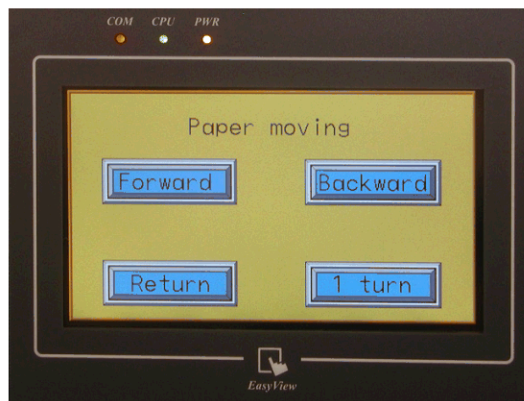 COM CPU PWR
Paper moving
Forward Backward
Return 1 turn
EasyView